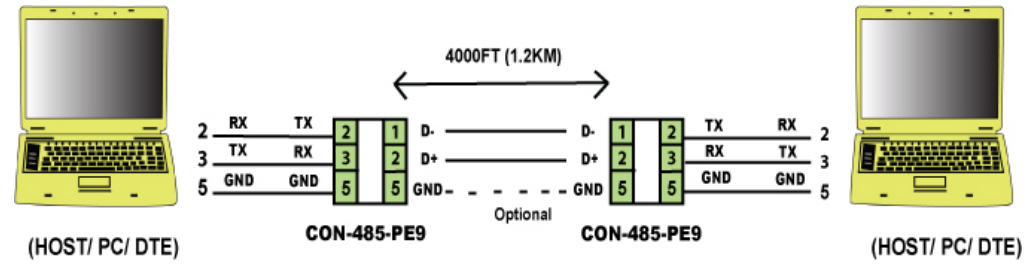 4000FT (1.2KM)
2 RX TX 2 1 D- D- 1 2 TX RX 2
3 TX RX 3 2 D+ D+ 2 3 RX TX 3
5 GND GND 5 5 GND GND 5 5 GND GND 5
Optional
CON-485-PE9 CON-485-PE9
(HOST/ PC/ DTE) (HOST/ PC/ DTE)